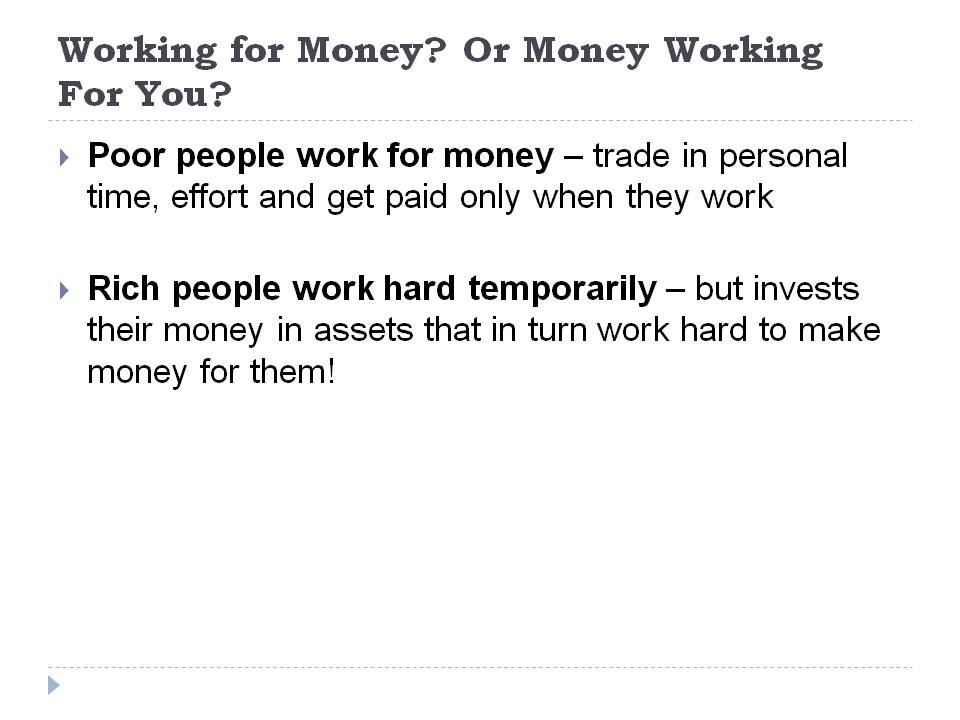 Working for Money? Or Money Working
For You?
Poor people work for money – trade in personal
time, effort and get paid only when they work
Rich people work hard temporarily – but invests
their money in assets that in turn work hard to make
money for them!